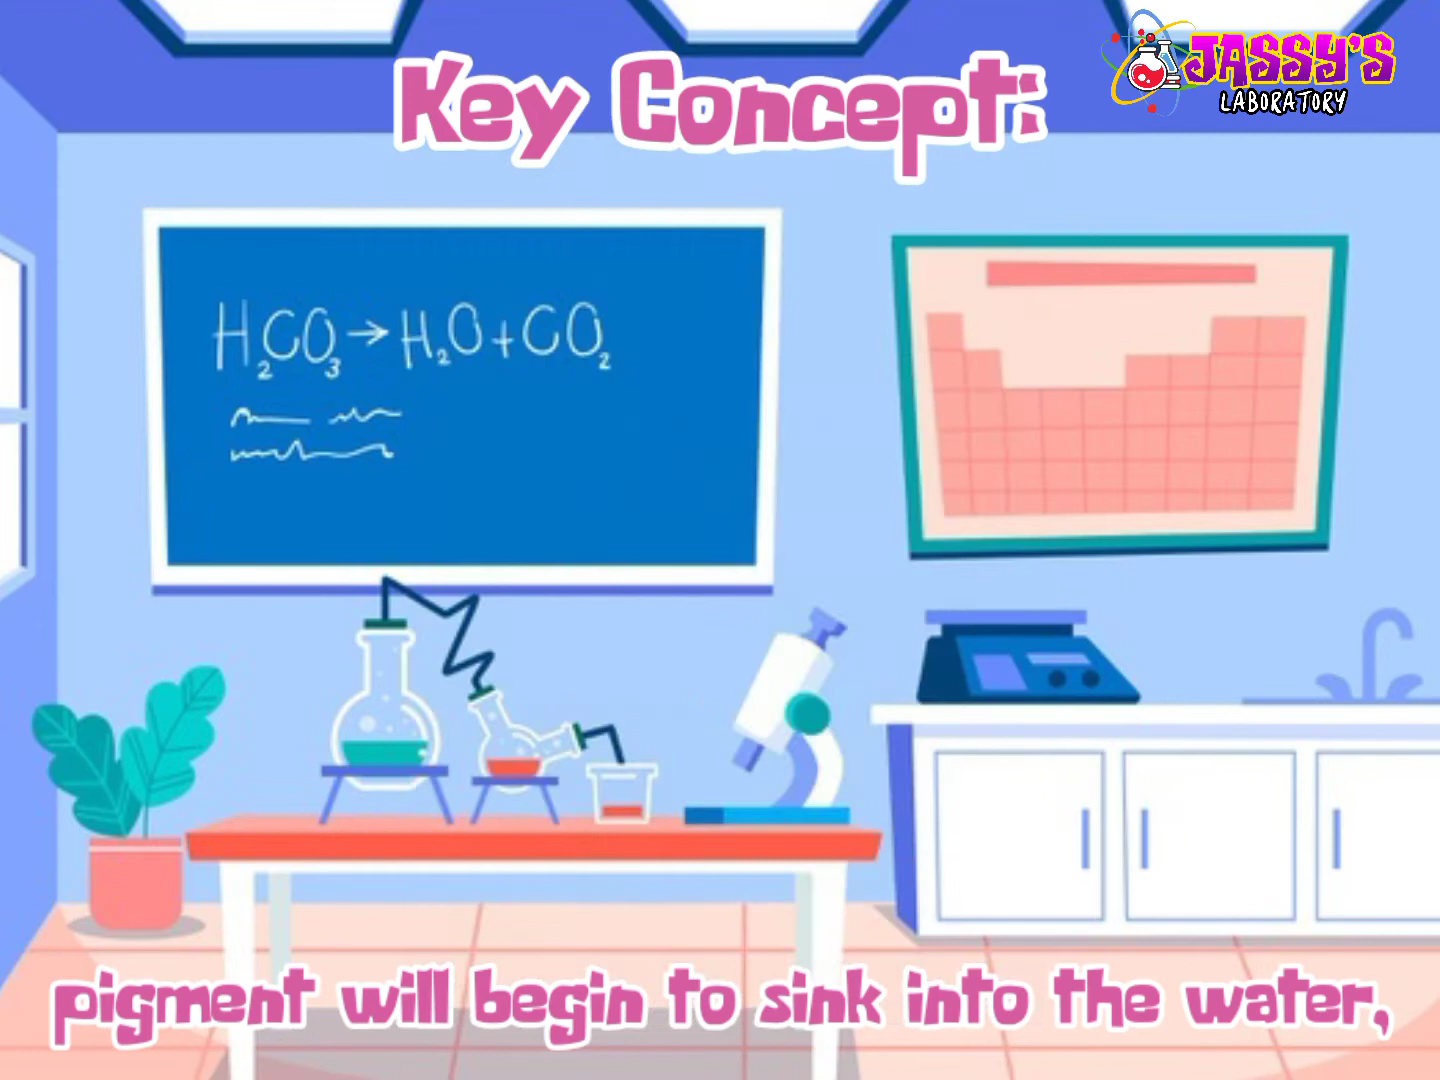 JASSY'S
LABORATORY
Key Concept:
H₂CO₃→H₂O+CO₂
pigment will begin to sink into the water,